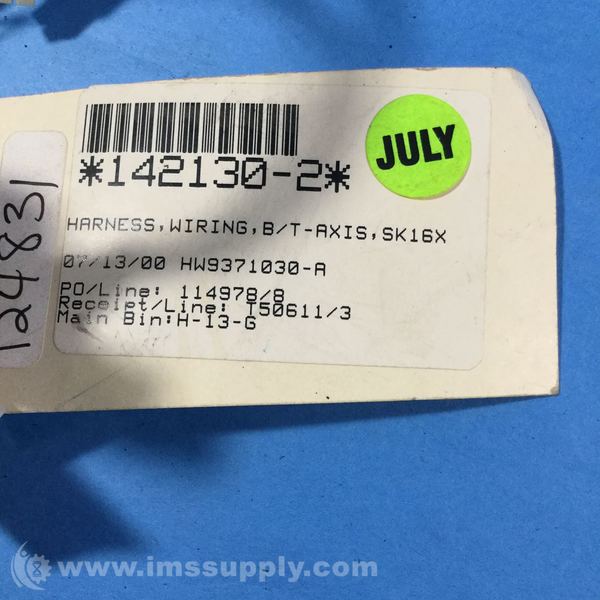 *142130-2*
JULY
HARNESS,WIRING,B/T-AXIS,SK16X
07/13/00 HW9371030-A
PO/Line: 114978/8
Receipt/Line: T50611/3
Main Bin:H-I3-G
124831
www.imssupply.com